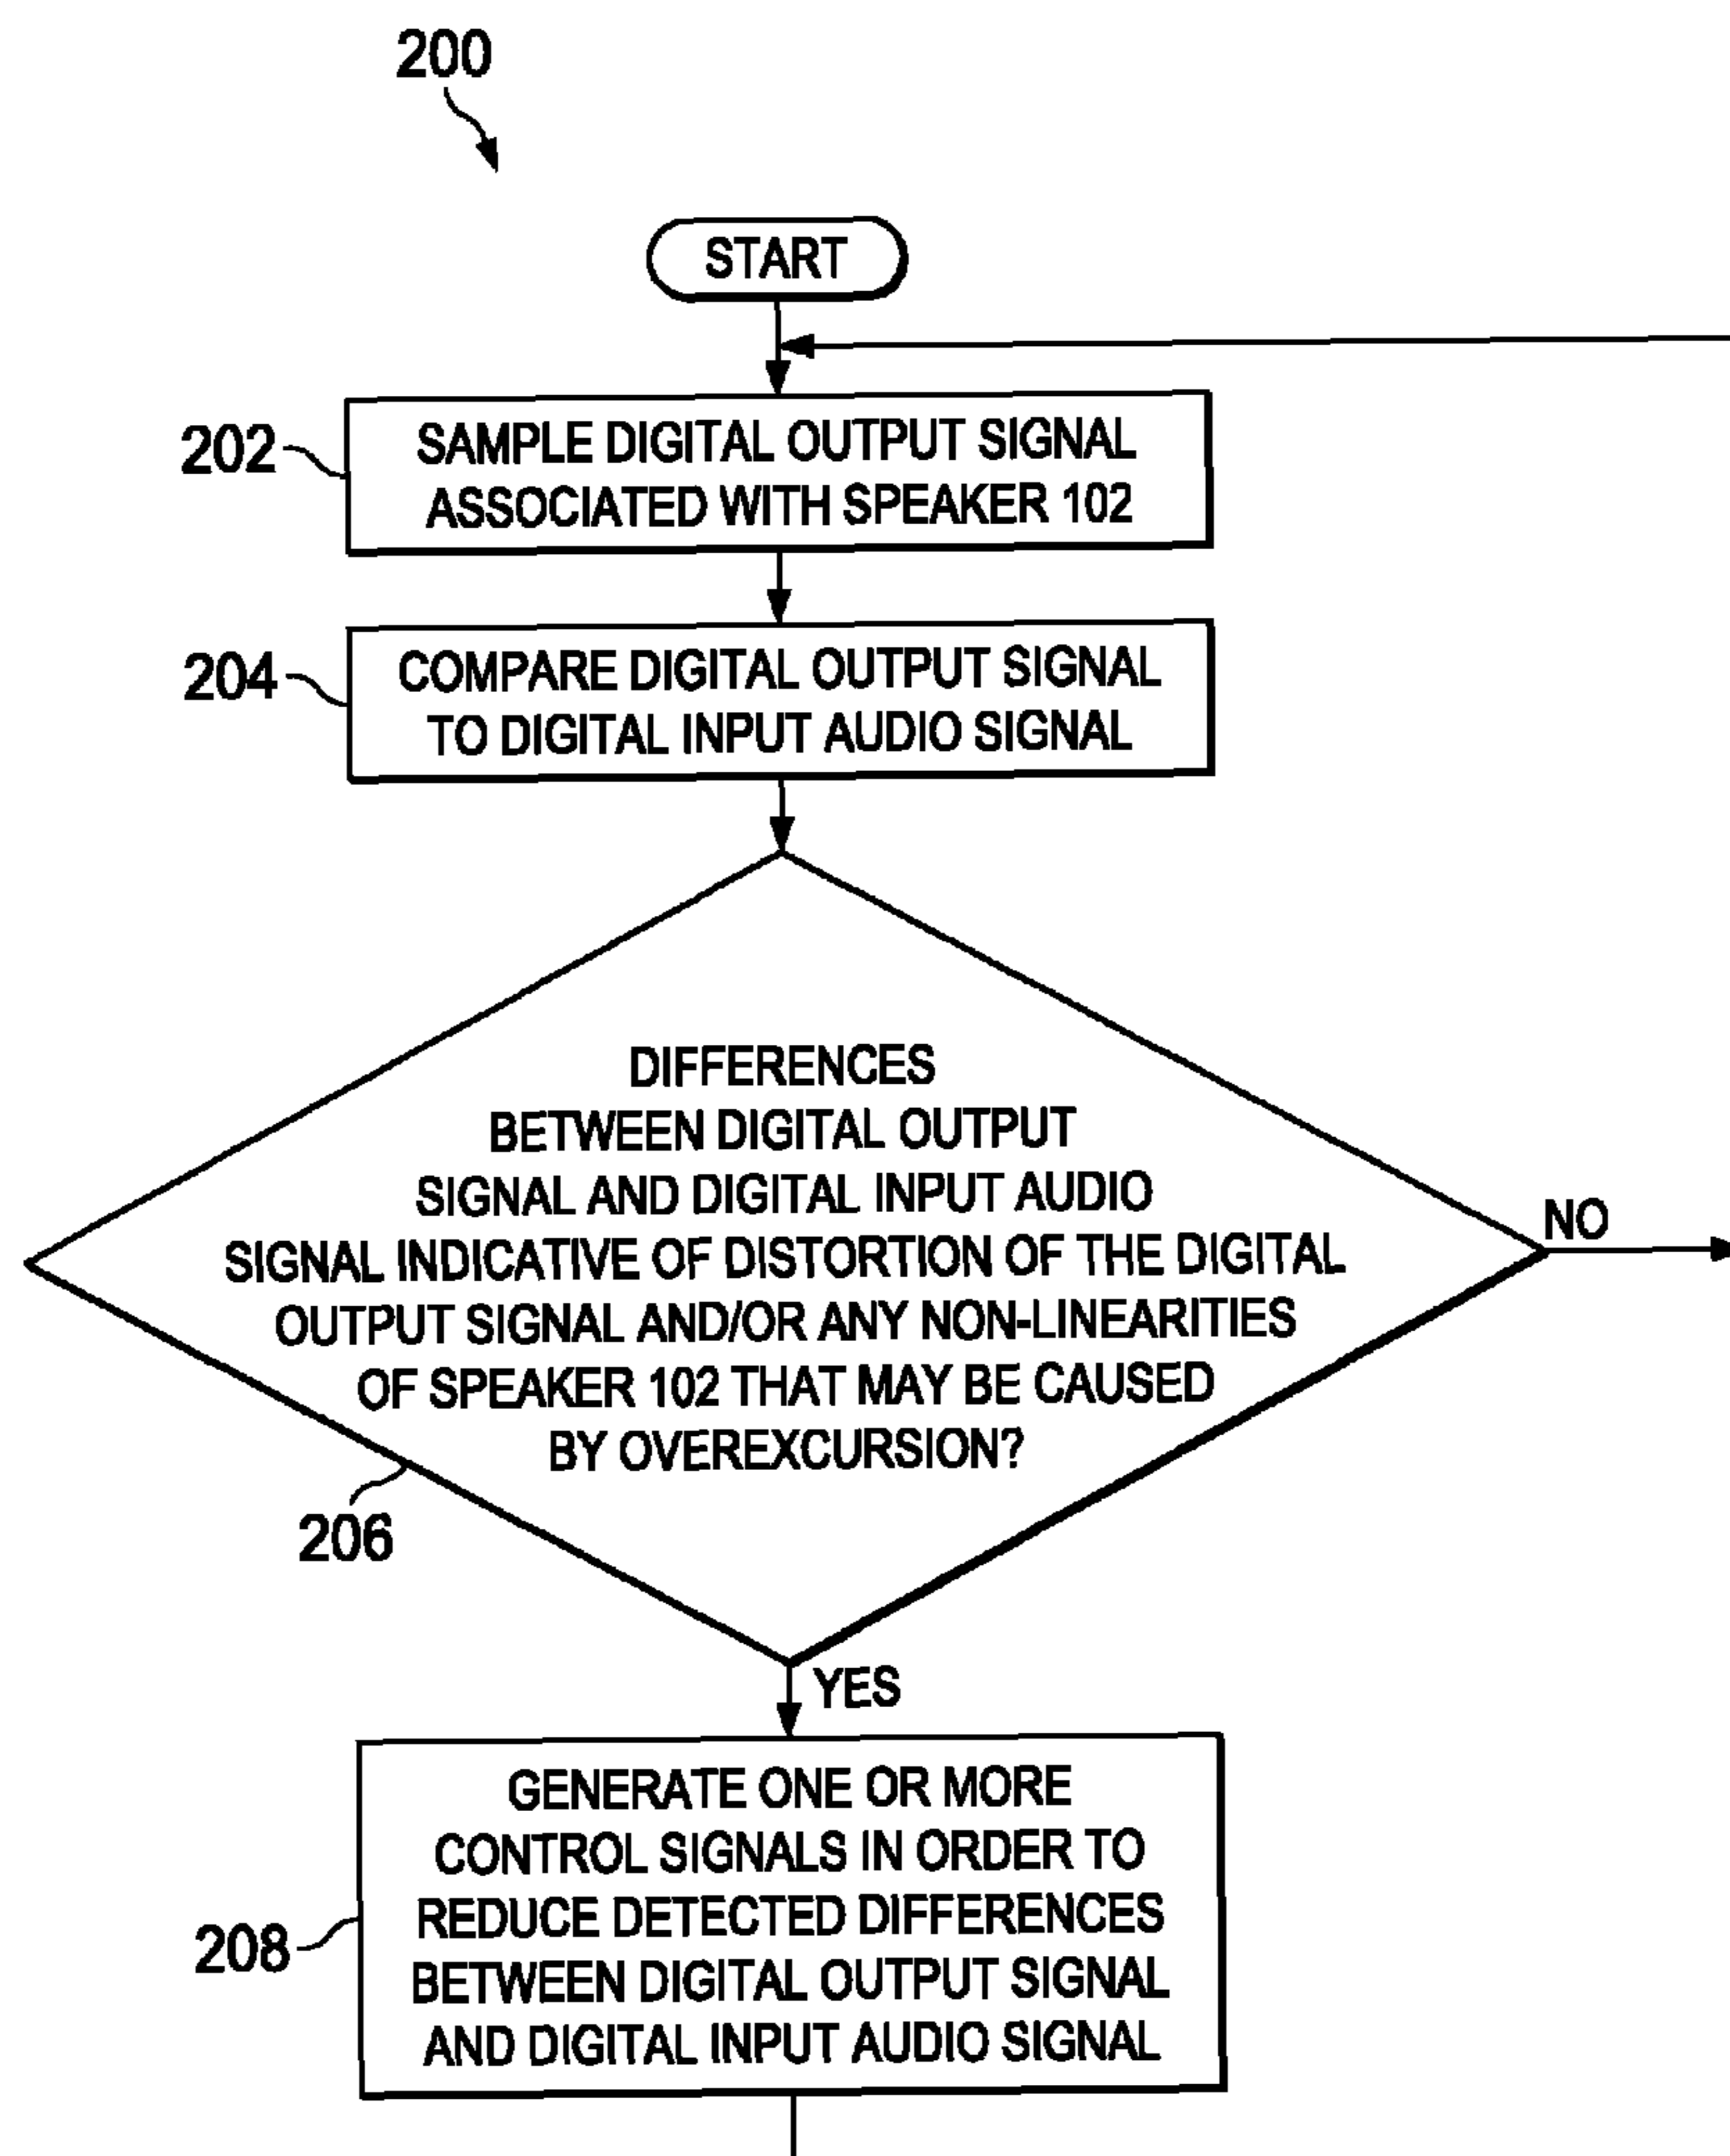 200
START
202
SAMPLE DIGITAL OUTPUT SIGNAL
ASSOCIATED WITH SPEAKER 102
204
COMPARE DIGITAL OUTPUT SIGNAL
TO DIGITAL INPUT AUDIO SIGNAL
DIFFERENCES
BETWEEN DIGITAL OUTPUT
SIGNAL AND DIGITAL INPUT AUDIO
SIGNAL INDICATIVE OF DISTORTION OF THE DIGITAL
OUTPUT SIGNAL AND/OR ANY NON-LINEARITIES
OF SPEAKER 102 THAT MAY BE CAUSED
BY OVEREXCURSION?
NO
206
YES
208
GENERATE ONE OR MORE
CONTROL SIGNALS IN ORDER TO
REDUCE DETECTED DIFFERENCES
BETWEEN DIGITAL OUTPUT SIGNAL
AND DIGITAL INPUT AUDIO SIGNAL